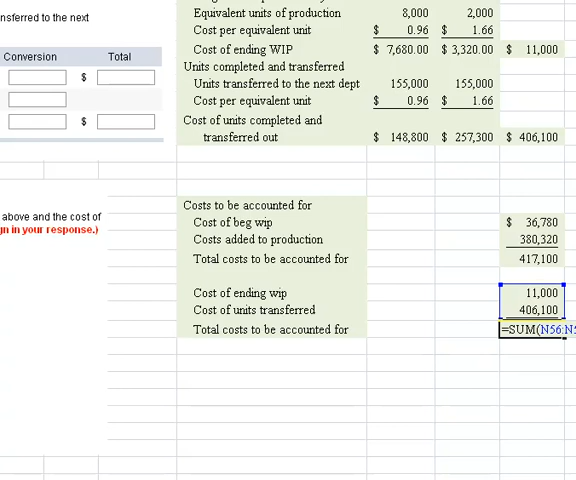 Equivalent units of production 8,000 2,000
nsferred to the next
Cost per equivalent unit $ 0.96 $ 1.66
Cost of ending WIP $ 7,680.00 $ 3,320.00 $ 11,000
Conversion Total
Units completed and transferred
$
Units transferred to the next dept 155,000 155,000
Cost per equivalent unit $ 0.96 $ 1.66
$
Cost of units completed and
transferred out $ 148,800 $ 257,300 $ 406,100
Costs to be accounted for
above and the cost of
Cost of beg wip $ 36,780
gn in your response.)
Costs added to production 380,320
Total costs to be accounted for 417,100
Cost of ending wip 11,000
Cost of units transferred 406,100
Total costs to be accounted for =SUM(N56:N5